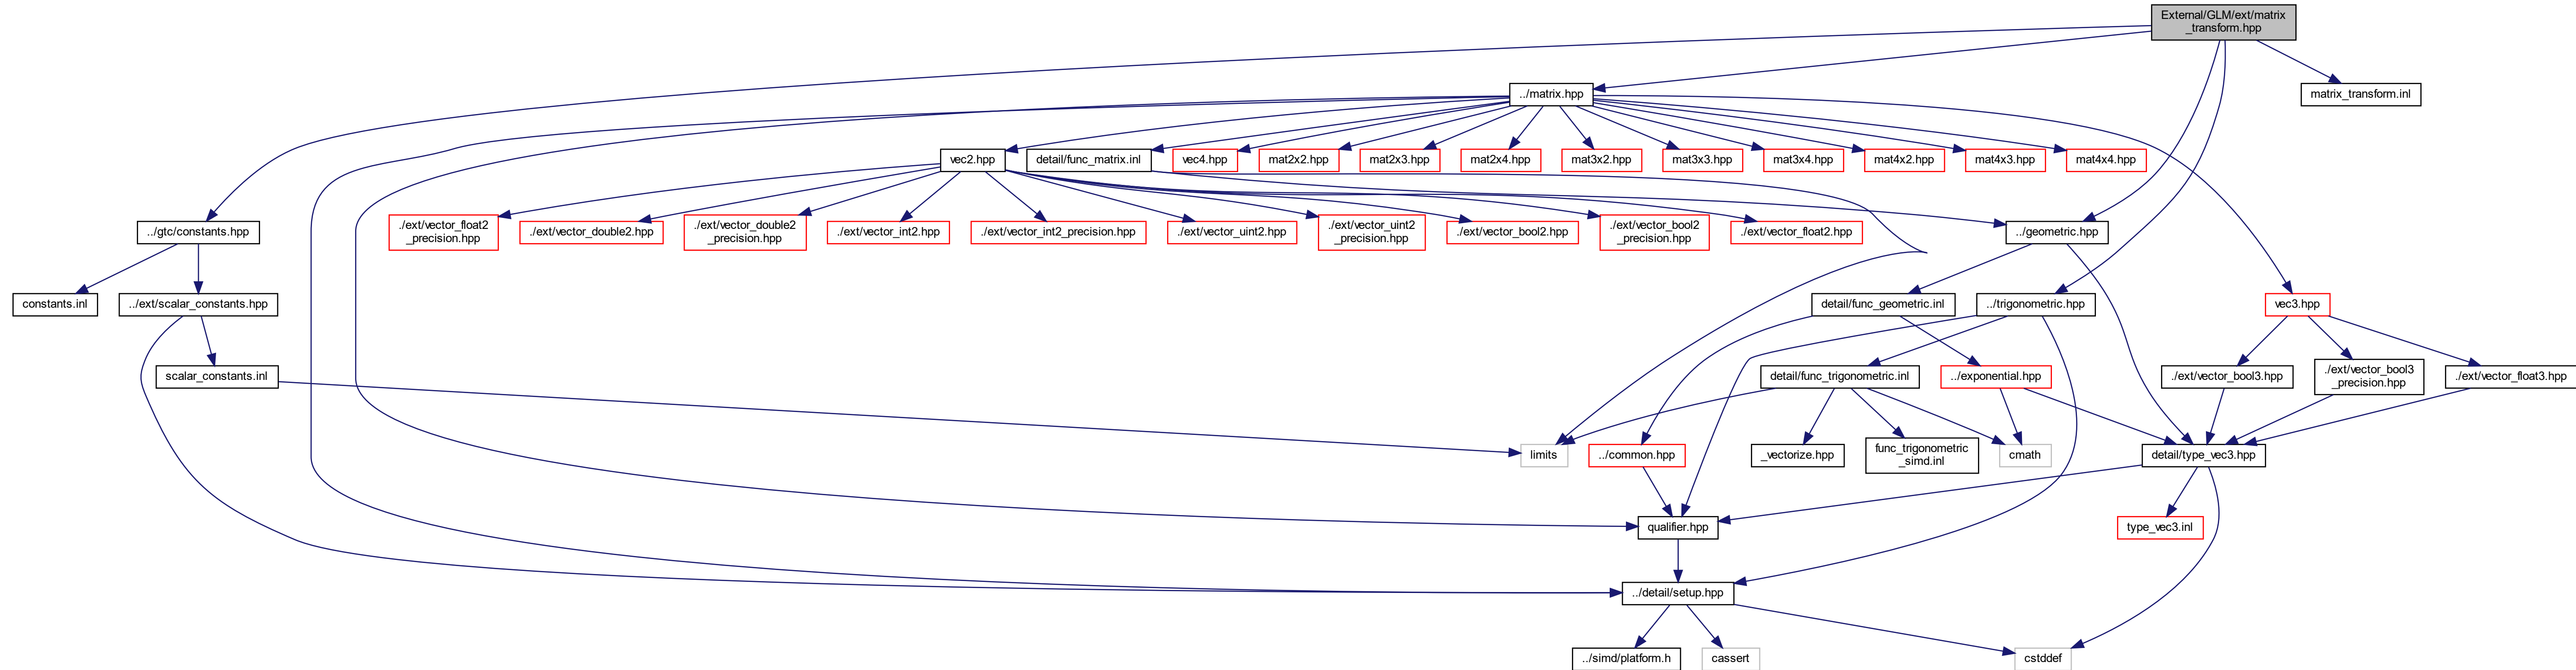 External/GLM/ext/matrix
_transform.hpp
../matrix.hpp
matrix_transform.inl
vec2.hpp
detail/func_matrix.inl
vec4.hpp
mat2x2.hpp
mat2x3.hpp
mat2x4.hpp
mat3x2.hpp
mat3x3.hpp
mat3x4.hpp
mat4x2.hpp
mat4x3.hpp
mat4x4.hpp
../gtc/constants.hpp
./ext/vector_float2
_precision.hpp
./ext/vector_double2.hpp
./ext/vector_double2
_precision.hpp
./ext/vector_int2.hpp
./ext/vector_int2_precision.hpp
./ext/vector_uint2.hpp
./ext/vector_uint2
_precision.hpp
./ext/vector_bool2.hpp
./ext/vector_bool2
_precision.hpp
./ext/vector_float2.hpp
../geometric.hpp
constants.inl
../ext/scalar_constants.hpp
detail/func_geometric.inl
../trigonometric.hpp
vec3.hpp
scalar_constants.inl
detail/func_trigonometric.inl
../exponential.hpp
./ext/vector_bool3.hpp
./ext/vector_bool3
_precision.hpp
./ext/vector_float3.hpp
limits
../common.hpp
_vectorize.hpp
func_trigonometric
_simd.inl
cmath
detail/type_vec3.hpp
qualifier.hpp
type_vec3.inl
../detail/setup.hpp
../simd/platform.h
cassert
cstddef